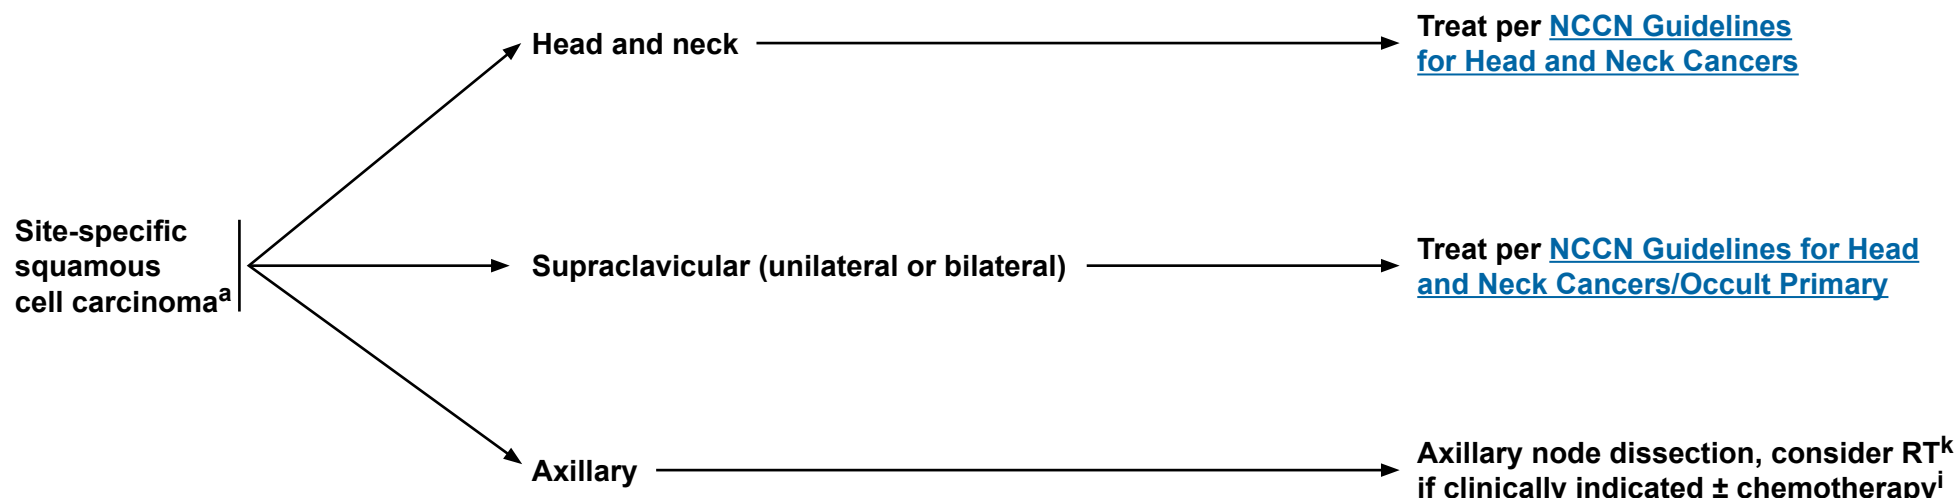 Head and neck
Treat per NCCN Guidelines
for Head and Neck Cancers
Site-specific
squamous
cell carcinomaa
Supraclavicular (unilateral or bilateral)
Treat per NCCN Guidelines for Head
and Neck Cancers/Occult Primary
Axillary
Axillary node dissection, consider RTk
if clinically indicated ± chemotherapyi